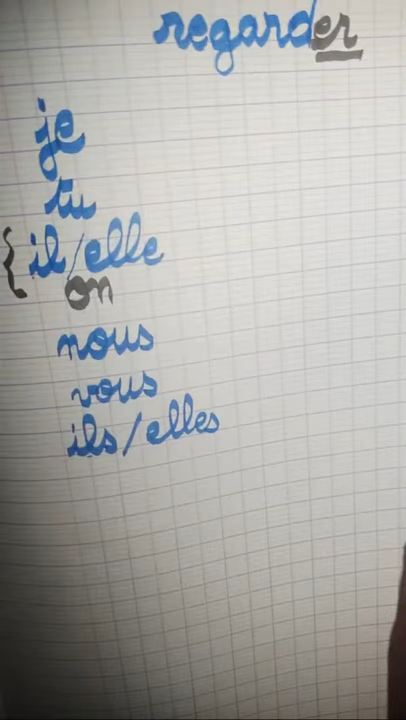 regarder
je
tu
{ il/elle
on
nous
vous
ils/elles